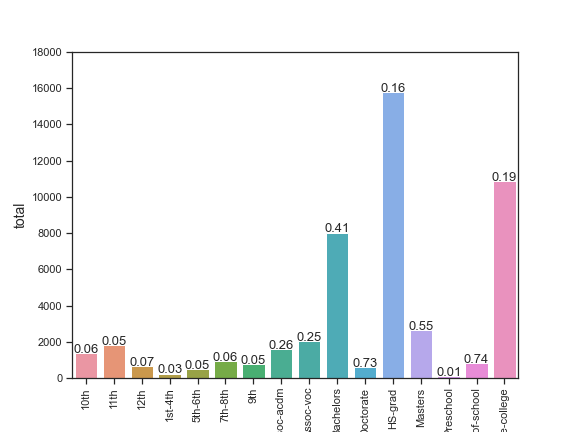 18000
16000
14000
12000
10000
8000
6000
4000
2000
0
total
0.06
0.05
0.07
0.03
0.05
0.06
0.05
0.26
0.25
0.41
0.73
0.16
0.55
0.01
0.74
0.19
10th
11th
12th
1st-4th
5th-6th
7th-8th
9th
oc-acdm
ssoc-voc
achelors
octorate
HS-grad
Masters
reschool
of-school
e-college